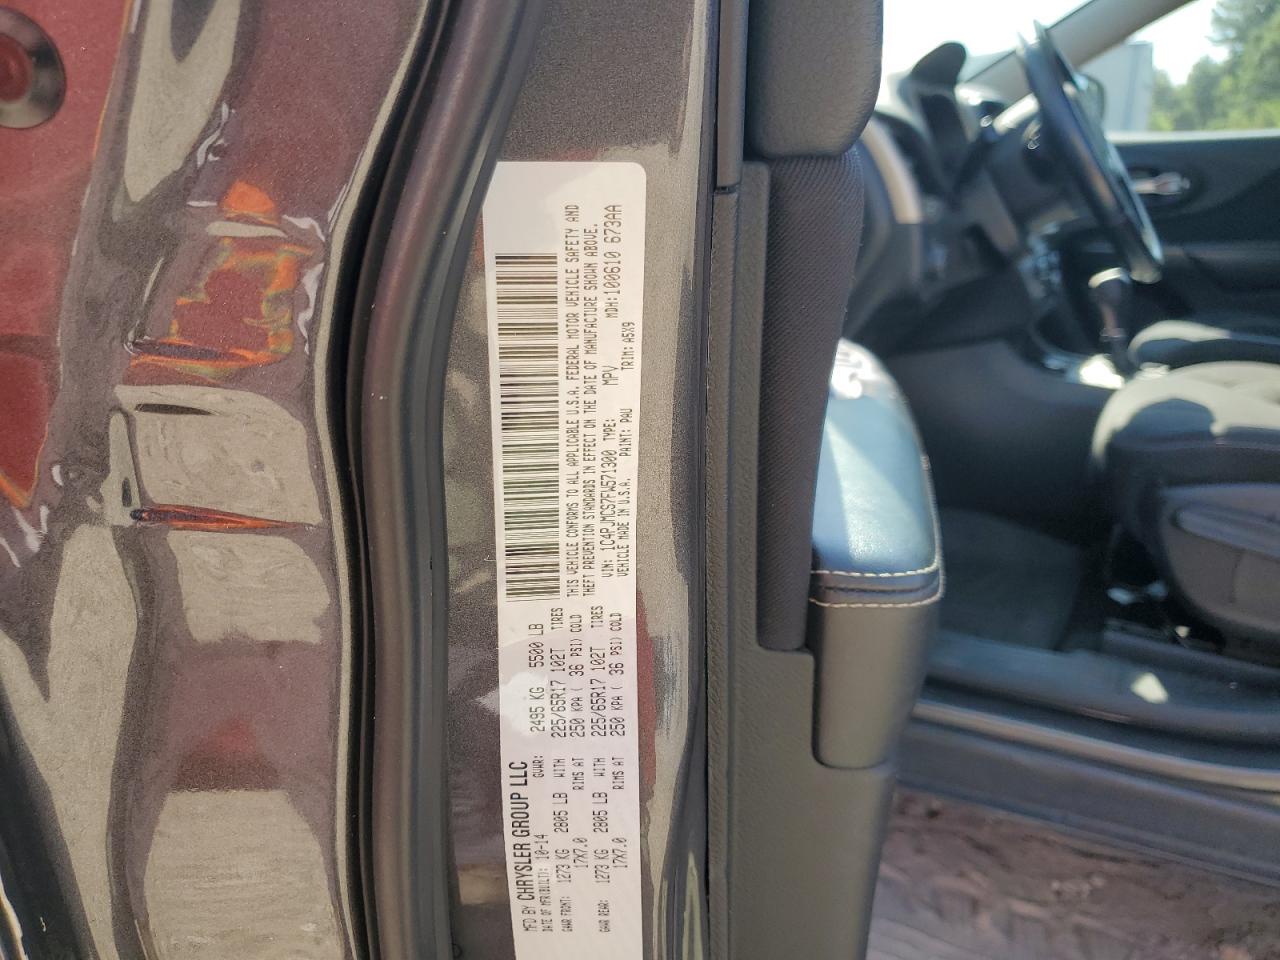 MFD BY CHRYSLER GROUP LLC
DATE OF MFR(BUILT): 10-14 GVWR: 2495 KG 5500 LB
GAWR FRONT: 1273 KG 2805 LB WITH 225/65R17 102T TIRES
17X7.0 RIMS AT 250 KPA ( 36 PSI) COLD
GAWR REAR: 1273 KG 2805 LB WITH 225/65R17 102T TIRES
17X7.0 RIMS AT 250 KPA ( 36 PSI) COLD
THIS VEHICLE CONFORMS TO ALL APPLICABLE U.S.A. FEDERAL MOTOR VEHICLE SAFETY AND
THEFT PREVENTION STANDARDS IN EFFECT ON THE DATE OF MANUFACTURE SHOWN ABOVE.
VIN: 1C4PJMCS7FW571300 TYPE: MPV MDH:100610 673AA
VEHICLE MADE IN U.S.A. PAINT: PAU TRIM: A5X9